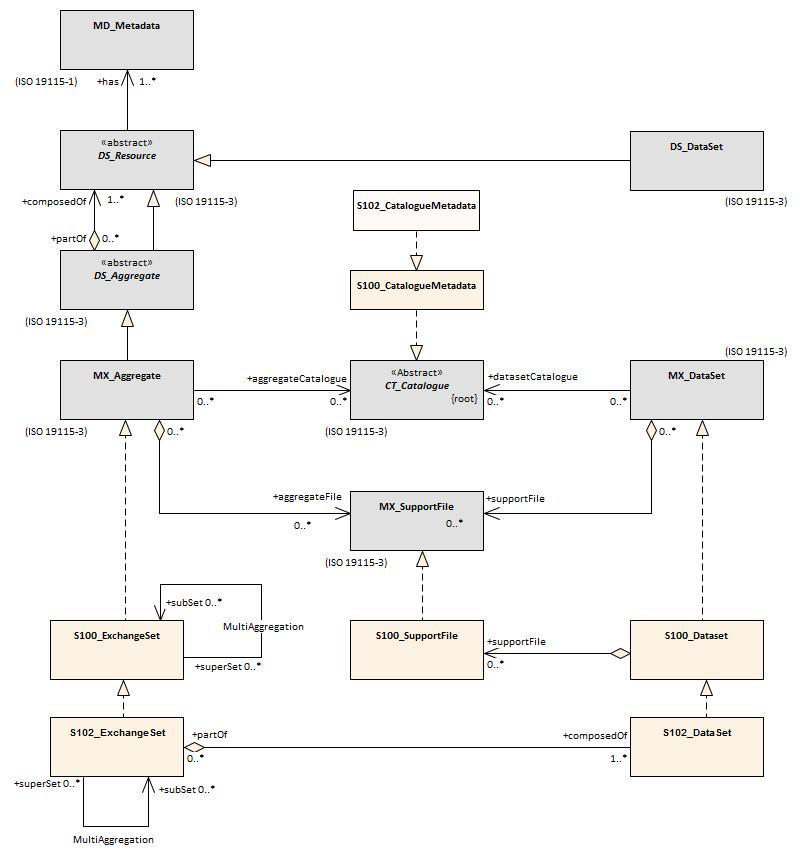 MD_Metadata
(ISO 19115-1)
+has
1..*
«abstract»
DS_Resource
DS_DataSet
+composedOf
1..*
(ISO 19115-3)
(ISO 19115-3)
S102_CatalogueMetadata
+partOf
0..*
«abstract»
DS_Aggregate
S100_CatalogueMetadata
(ISO 19115-3)
(ISO 19115-3)
MX_Aggregate
+aggregateCatalogue
0..*
0..*
«Abstract»
CT_Catalogue
{root}
+datasetCatalogue
0..*
0..*
MX_DataSet
(ISO 19115-3)
(ISO 19115-3)
0..*
0..*
+aggregateFile
0..*
MX_SupportFile
0..*
+supportFile
(ISO 19115-3)
+subSet 0..*
MultiAggregation
S100_ExchangeSet
+superSet 0..*
S100_SupportFile
+supportFile
0..*
S100_Dataset
S102_ExchangeSet
+partOf
0..*
+composedOf
1..*
S102_DataSet
+superSet 0..*
+subSet 0..*
MultiAggregation